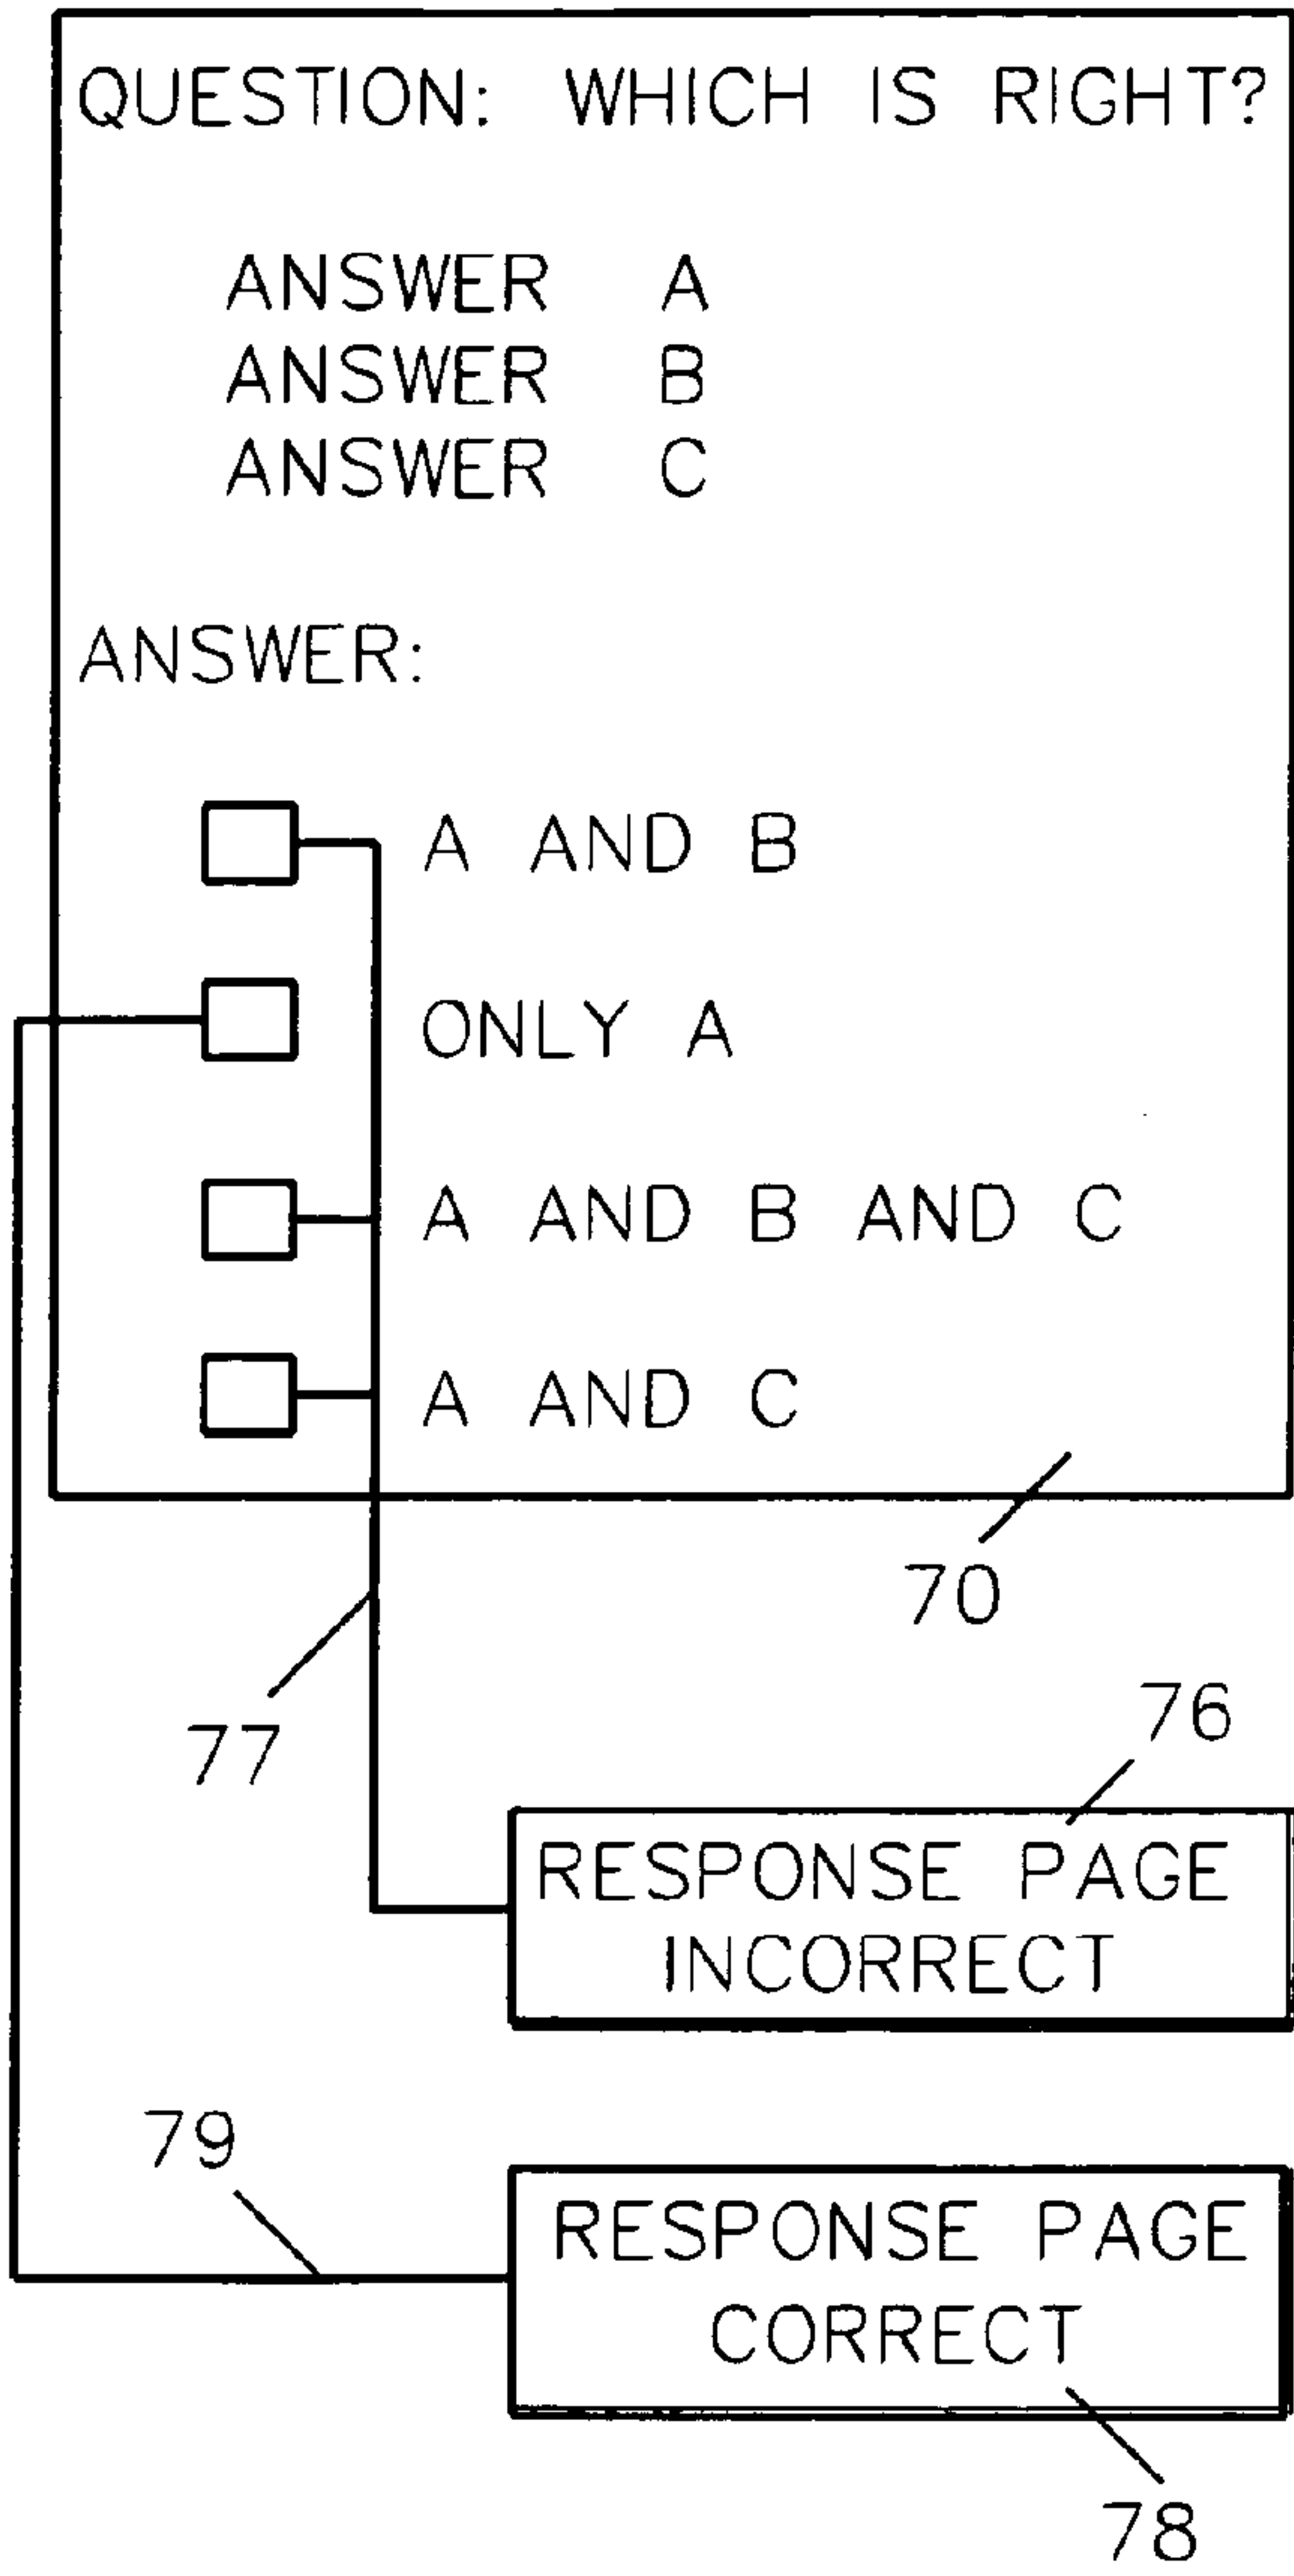 QUESTION: WHICH IS RIGHT?
ANSWER A
ANSWER B
ANSWER C
ANSWER:
A AND B
ONLY A
A AND B AND C
A AND C
70
77
76
RESPONSE PAGE
INCORRECT
79
RESPONSE PAGE
CORRECT
78